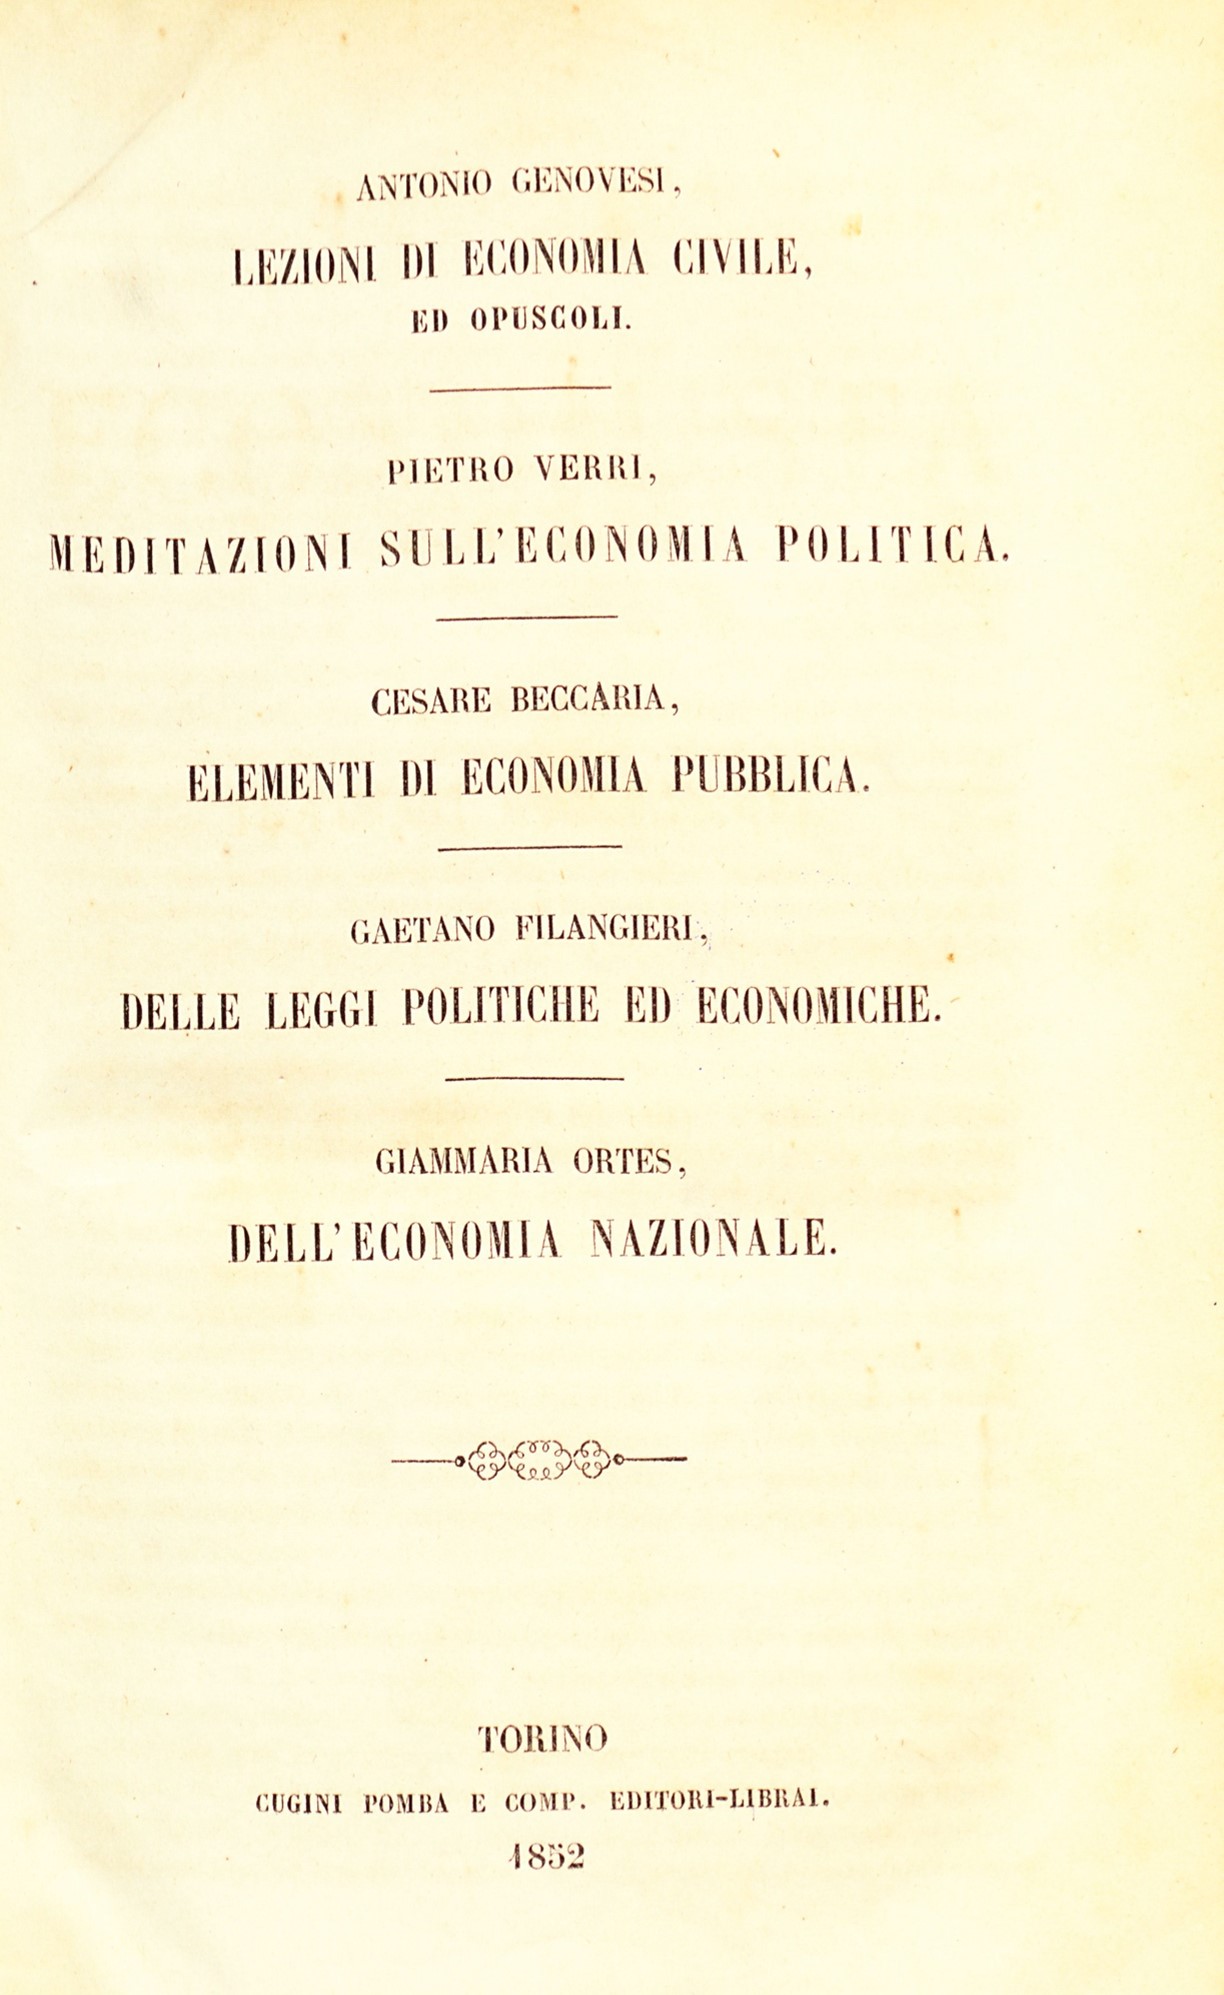 ANTONIO GENOVESI,
LEZIONI DI ECONOMIA CIVILE,
ED OPUSCOLI.
PIETRO VERRI,
MEDITAZIONI SULL'ECONOMIA POLITICA.
CESARE BECCARIA,
ELEMENTI DI ECONOMIA PUBBLICA.
GAETANO FILANGIERI,
DELLE LEGGI POLITICHE ED ECONOMICHE.
GIAMMARIA ORTES,
DELL'ECONOMIA NAZIONALE.
TORINO
CUGINI POMBA E COMP. EDITORI-LIBRAI.
1852